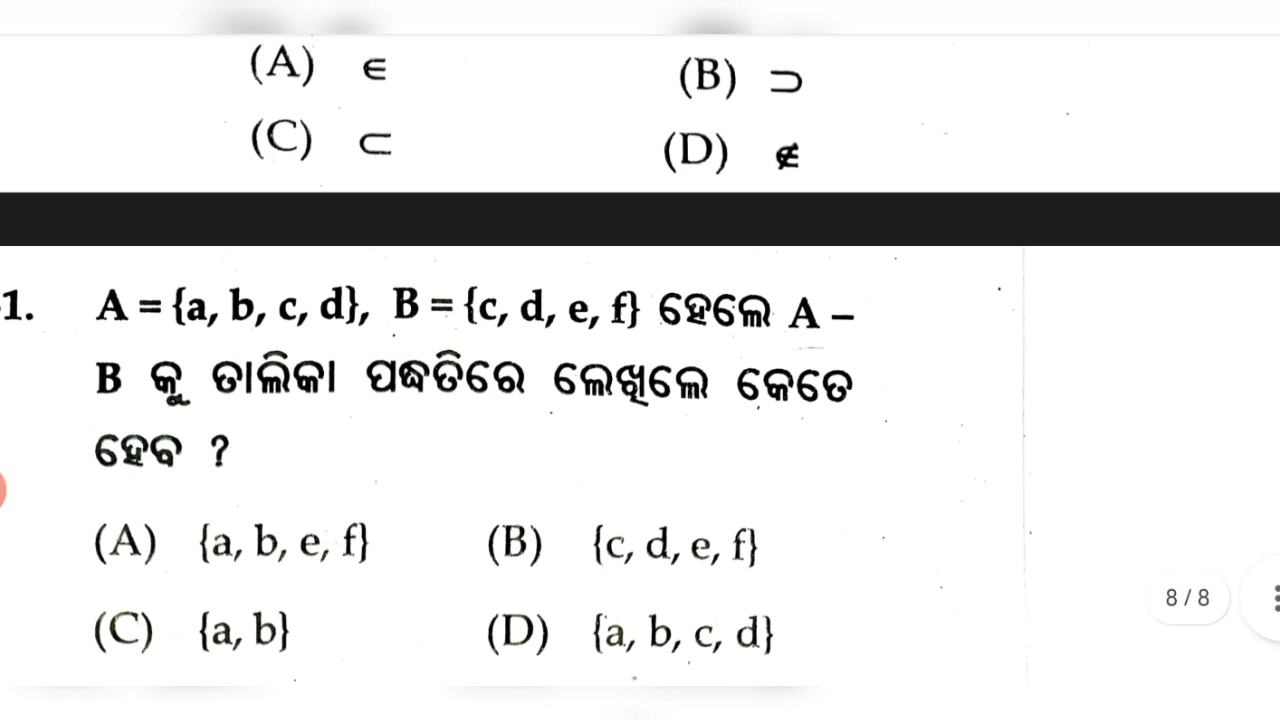 (A) ∈ (B) ⊃
(C) ⊂ (D) ∉
1. A = {a, b, c, d}, B = {c, d, e, f} ହେଲେ A –
B କୁ ତାଲିକା ପଦ୍ଧତିରେ ଲେଖିଲେ କେତେ
ହେବ ?
(A) {a, b, e, f} (B) {c, d, e, f}
(C) {a, b} (D) {a, b, c, d}
8 / 8